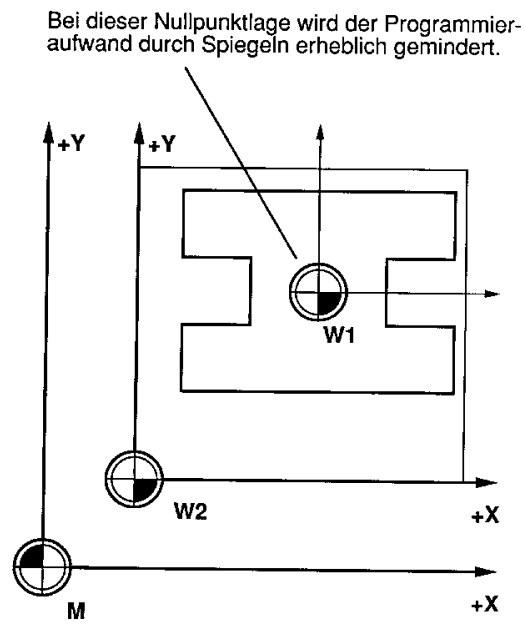 Bei dieser Nullpunktlage wird der Programmier-
aufwand durch Spiegeln erheblich gemindert.
+Y
+Y
W1
W2
+X
+X
M